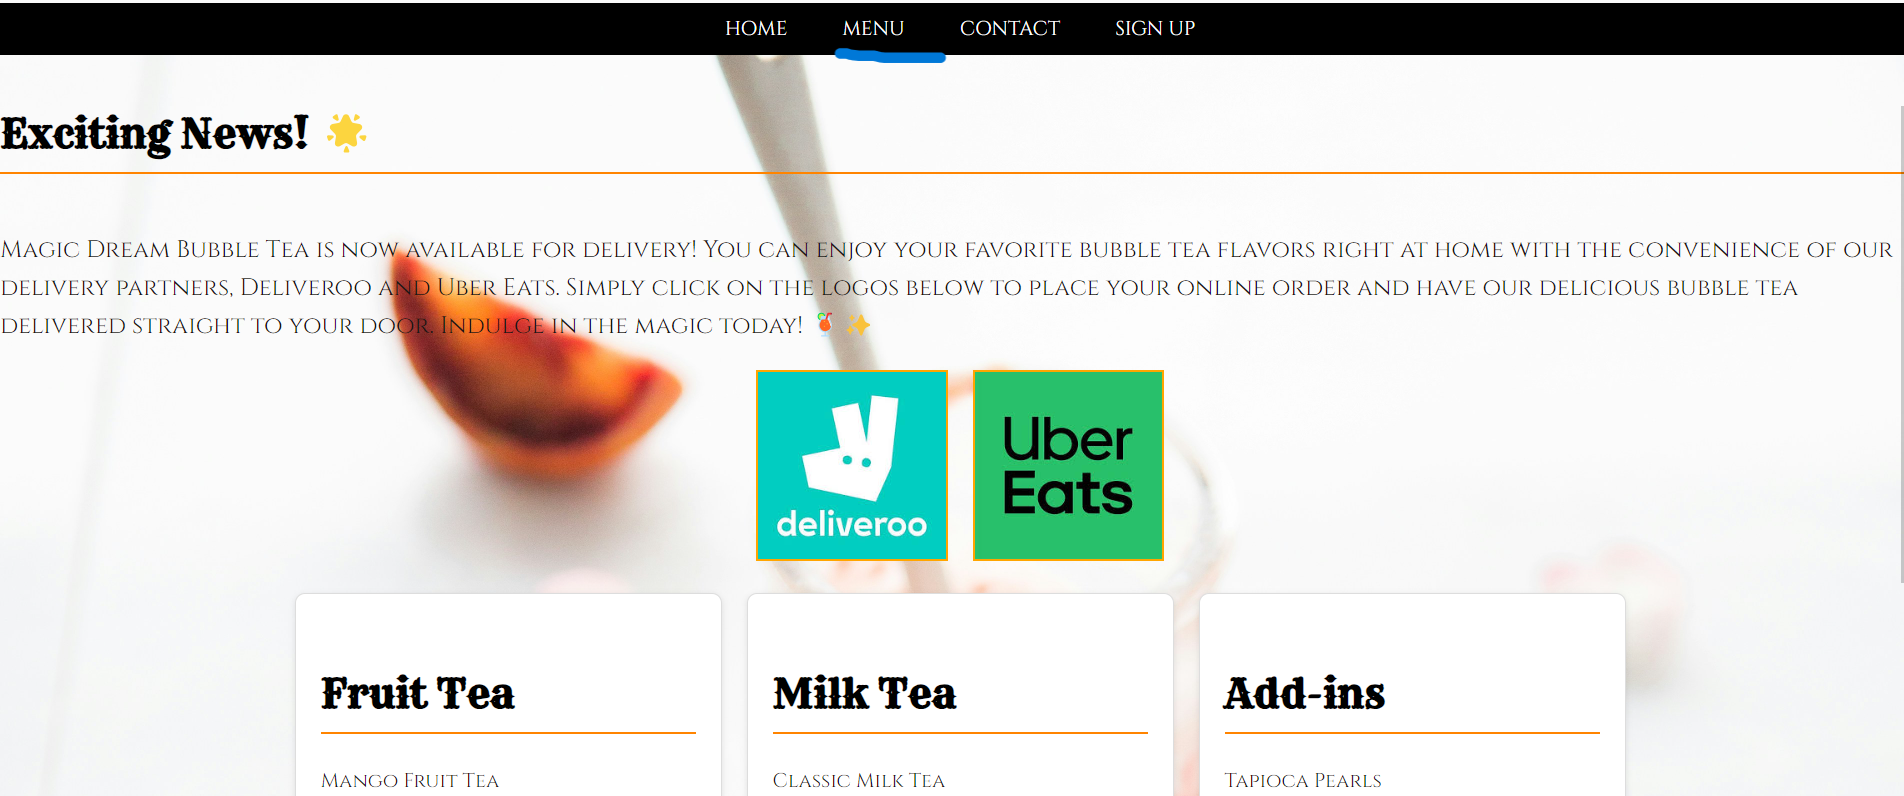 HOME MENU CONTACT SIGN UP
Exciting News! 🌟
Magic Dream Bubble Tea is now available for delivery! You can enjoy your favorite bubble tea flavors right at home with the convenience of our
delivery partners, Deliveroo and Uber Eats. Simply click on the logos below to place your online order and have our delicious bubble tea
delivered straight to your door. Indulge in the magic today! 🍹 ✨
deliveroo
Uber
Eats
Fruit Tea
Mango Fruit Tea
Milk Tea
Classic Milk Tea
Add-ins
Tapioca Pearls